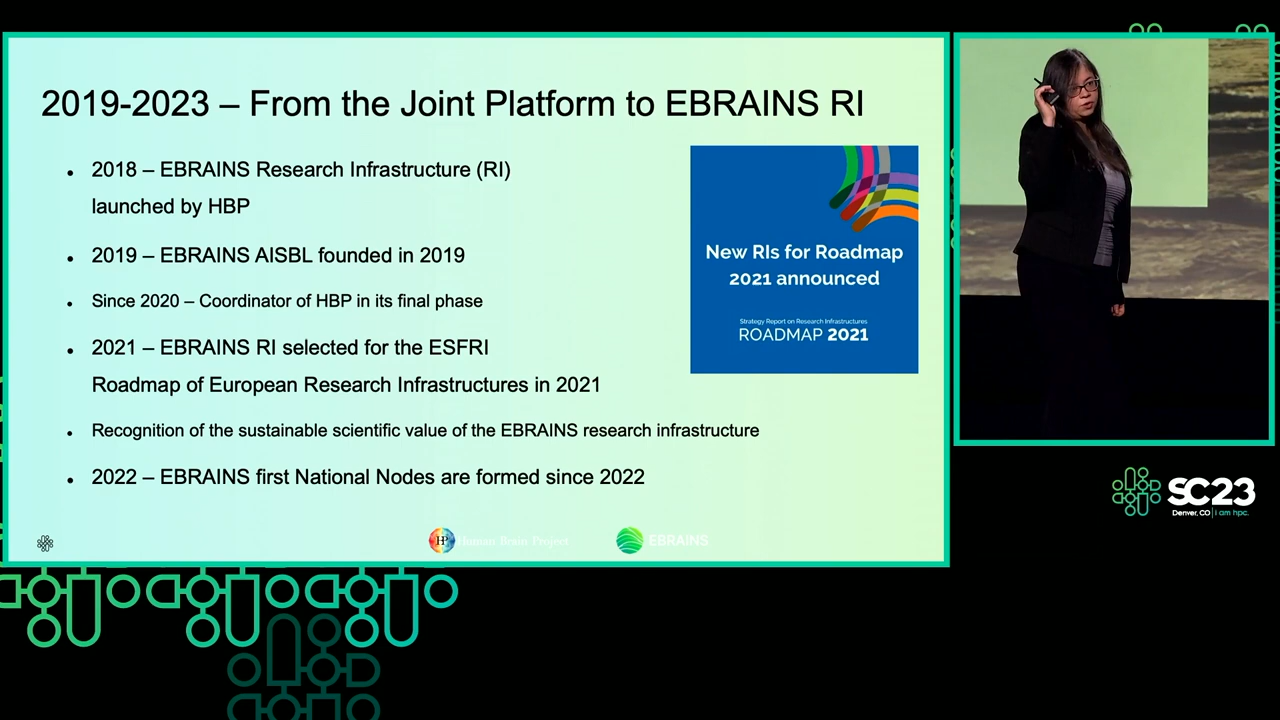 2019-2023 – From the Joint Platform to EBRAINS RI
2018 – EBRAINS Research Infrastructure (RI)
launched by HBP
2019 – EBRAINS AISBL founded in 2019
Since 2020 – Coordinator of HBP in its final phase
2021 – EBRAINS RI selected for the ESFRI
Roadmap of European Research Infrastructures in 2021
Recognition of the sustainable scientific value of the EBRAINS research infrastructure
2022 – EBRAINS first National Nodes are formed since 2022
New RIs for Roadmap
2021 announced
Strategy Report on Research Infrastructures
ROADMAP 2021
HP Human Brain Project
EBRAINS
SC23
Denver, CO | i am hpc.